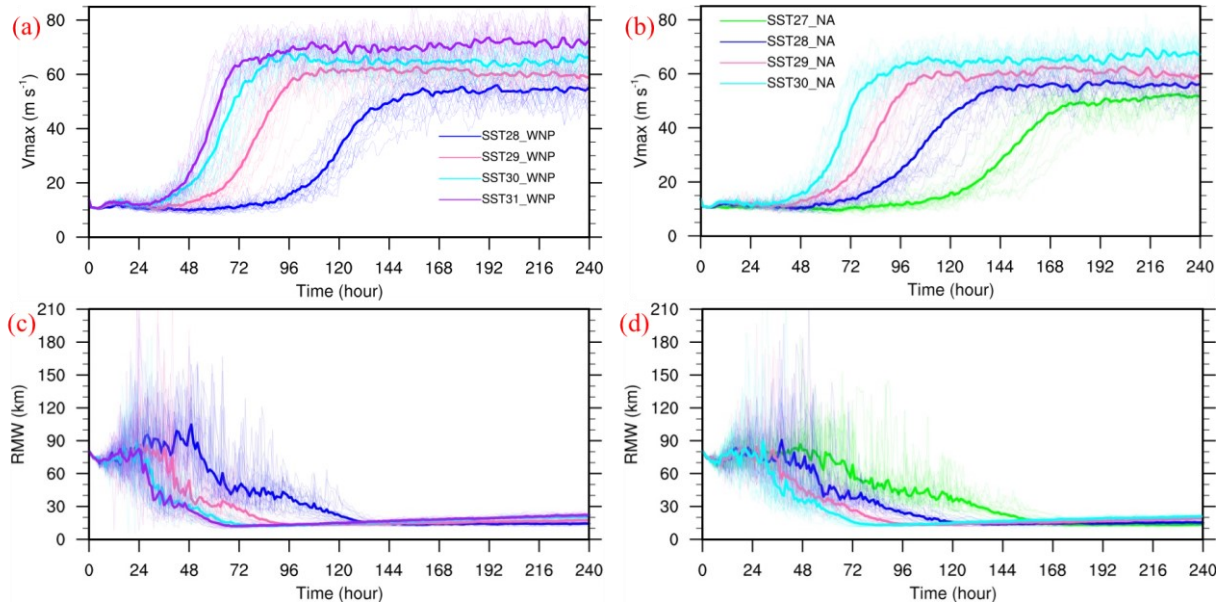 (a)
Vmax (m s-1)
80
60
40
20
0
SST28_WNP
SST29_WNP
SST30_WNP
SST31_WNP
0 24 48 72 96 120 144 168 192 216 240
Time (hour)
(b)
Vmax (m s-1)
80
60
40
20
0
SST27_NA
SST28_NA
SST29_NA
SST30_NA
0 24 48 72 96 120 144 168 192 216 240
Time (hour)
(c)
RMW (km)
210
180
150
120
90
60
30
0
0 24 48 72 96 120 144 168 192 216 240
Time (hour)
(d)
RMW (km)
210
180
150
120
90
60
30
0
0 24 48 72 96 120 144 168 192 216 240
Time (hour)